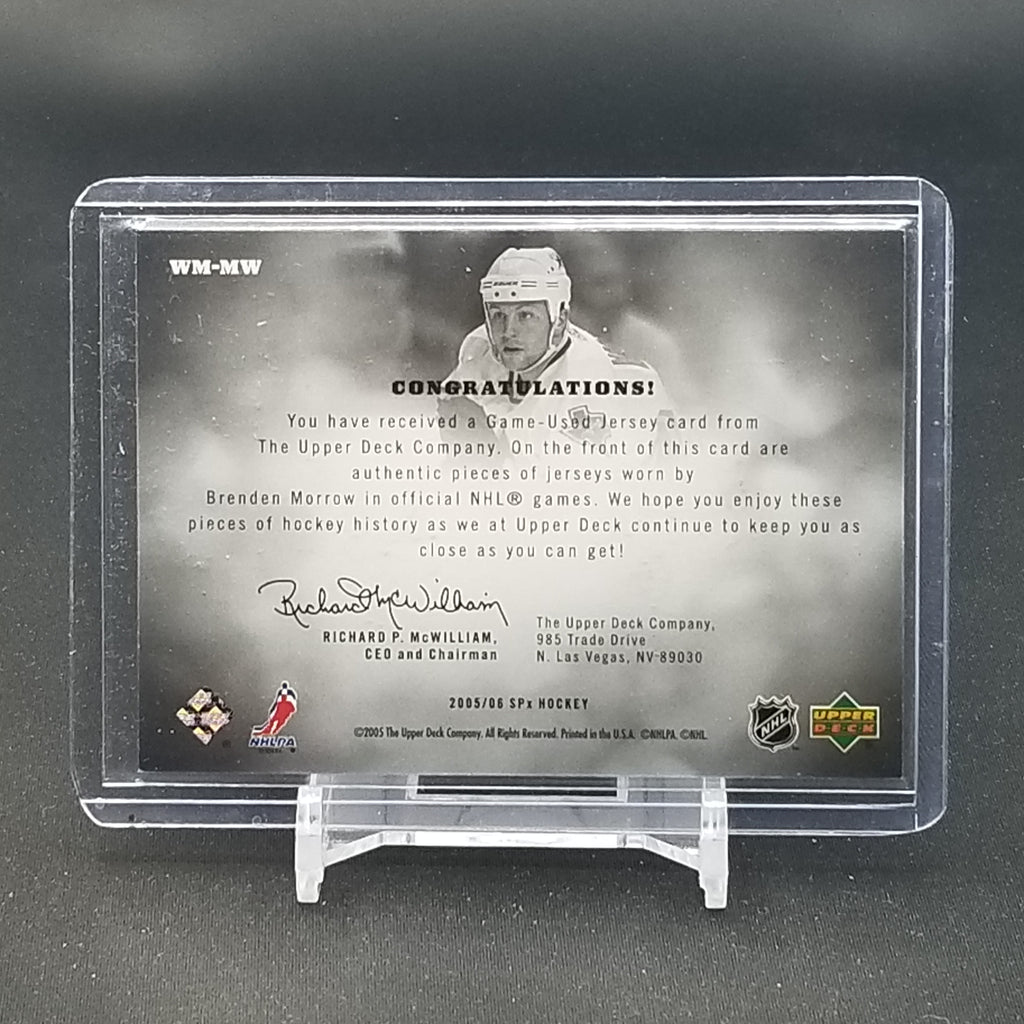 WM-MW
CONGRATULATIONS!
You have received a Game-Used Jersey card from
The Upper Deck Company. On the front of this card are
authentic pieces of jerseys worn by
Brenden Morrow in official NHL® games. We hope you enjoy these
pieces of hockey history as we at Upper Deck continue to keep you as
close as you can get!
Richard McWilliam
RICHARD P. McWILLIAM,
CEO and Chairman
The Upper Deck Company,
985 Trade Drive
N. Las Vegas, NV 89030
2005/06 SPx HOCKEY
©2005 The Upper Deck Company. All Rights Reserved. Printed in the U.S.A. ©NHLPA. ©NHL.
NHLPA
NHL
UPPER
DECK